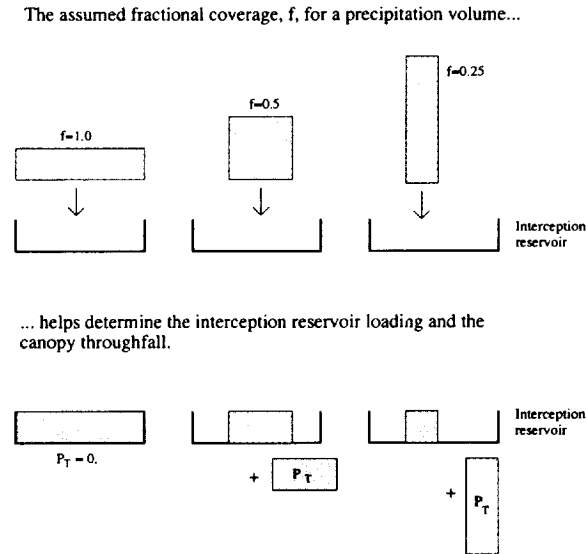 The assumed fractional coverage, f, for a precipitation volume...
f=0.25
f=0.5
f=1.0
Interception
reservoir
... helps determine the interception reservoir loading and the
canopy throughfall.
Interception
reservoir
P_T = 0.
+ P_T
+ P_T